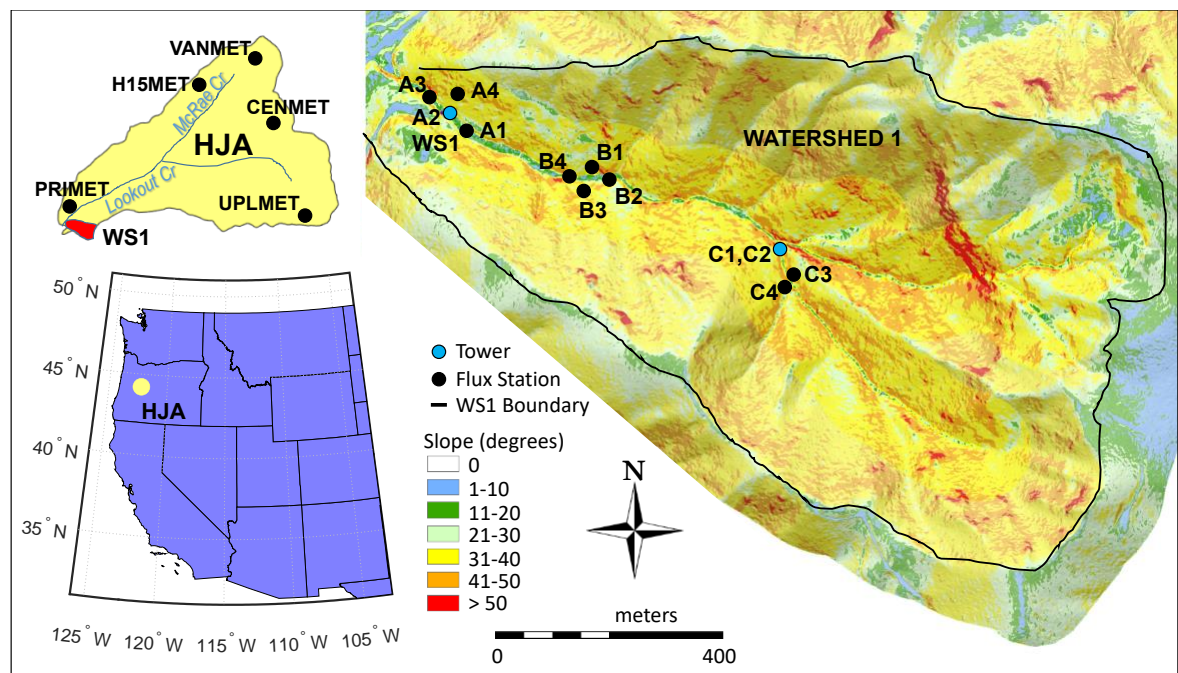 VANMET
H15MET
McRae Cr.
CENMET
HJA
Lookout Cr
PRIMET
UPLMET
WS1
50° N
45° N
40° N
35° N
HJA
125° W
120° W
115° W
110° W
105° W
A3
A4
A2
WS1
A1
WATERSHED 1
B4
B1
B2
B3
C1,C2
C3
C4
Tower
Flux Station
WS1 Boundary
Slope (degrees)
0
1-10
11-20
21-30
31-40
41-50
> 50
N
meters
0
400